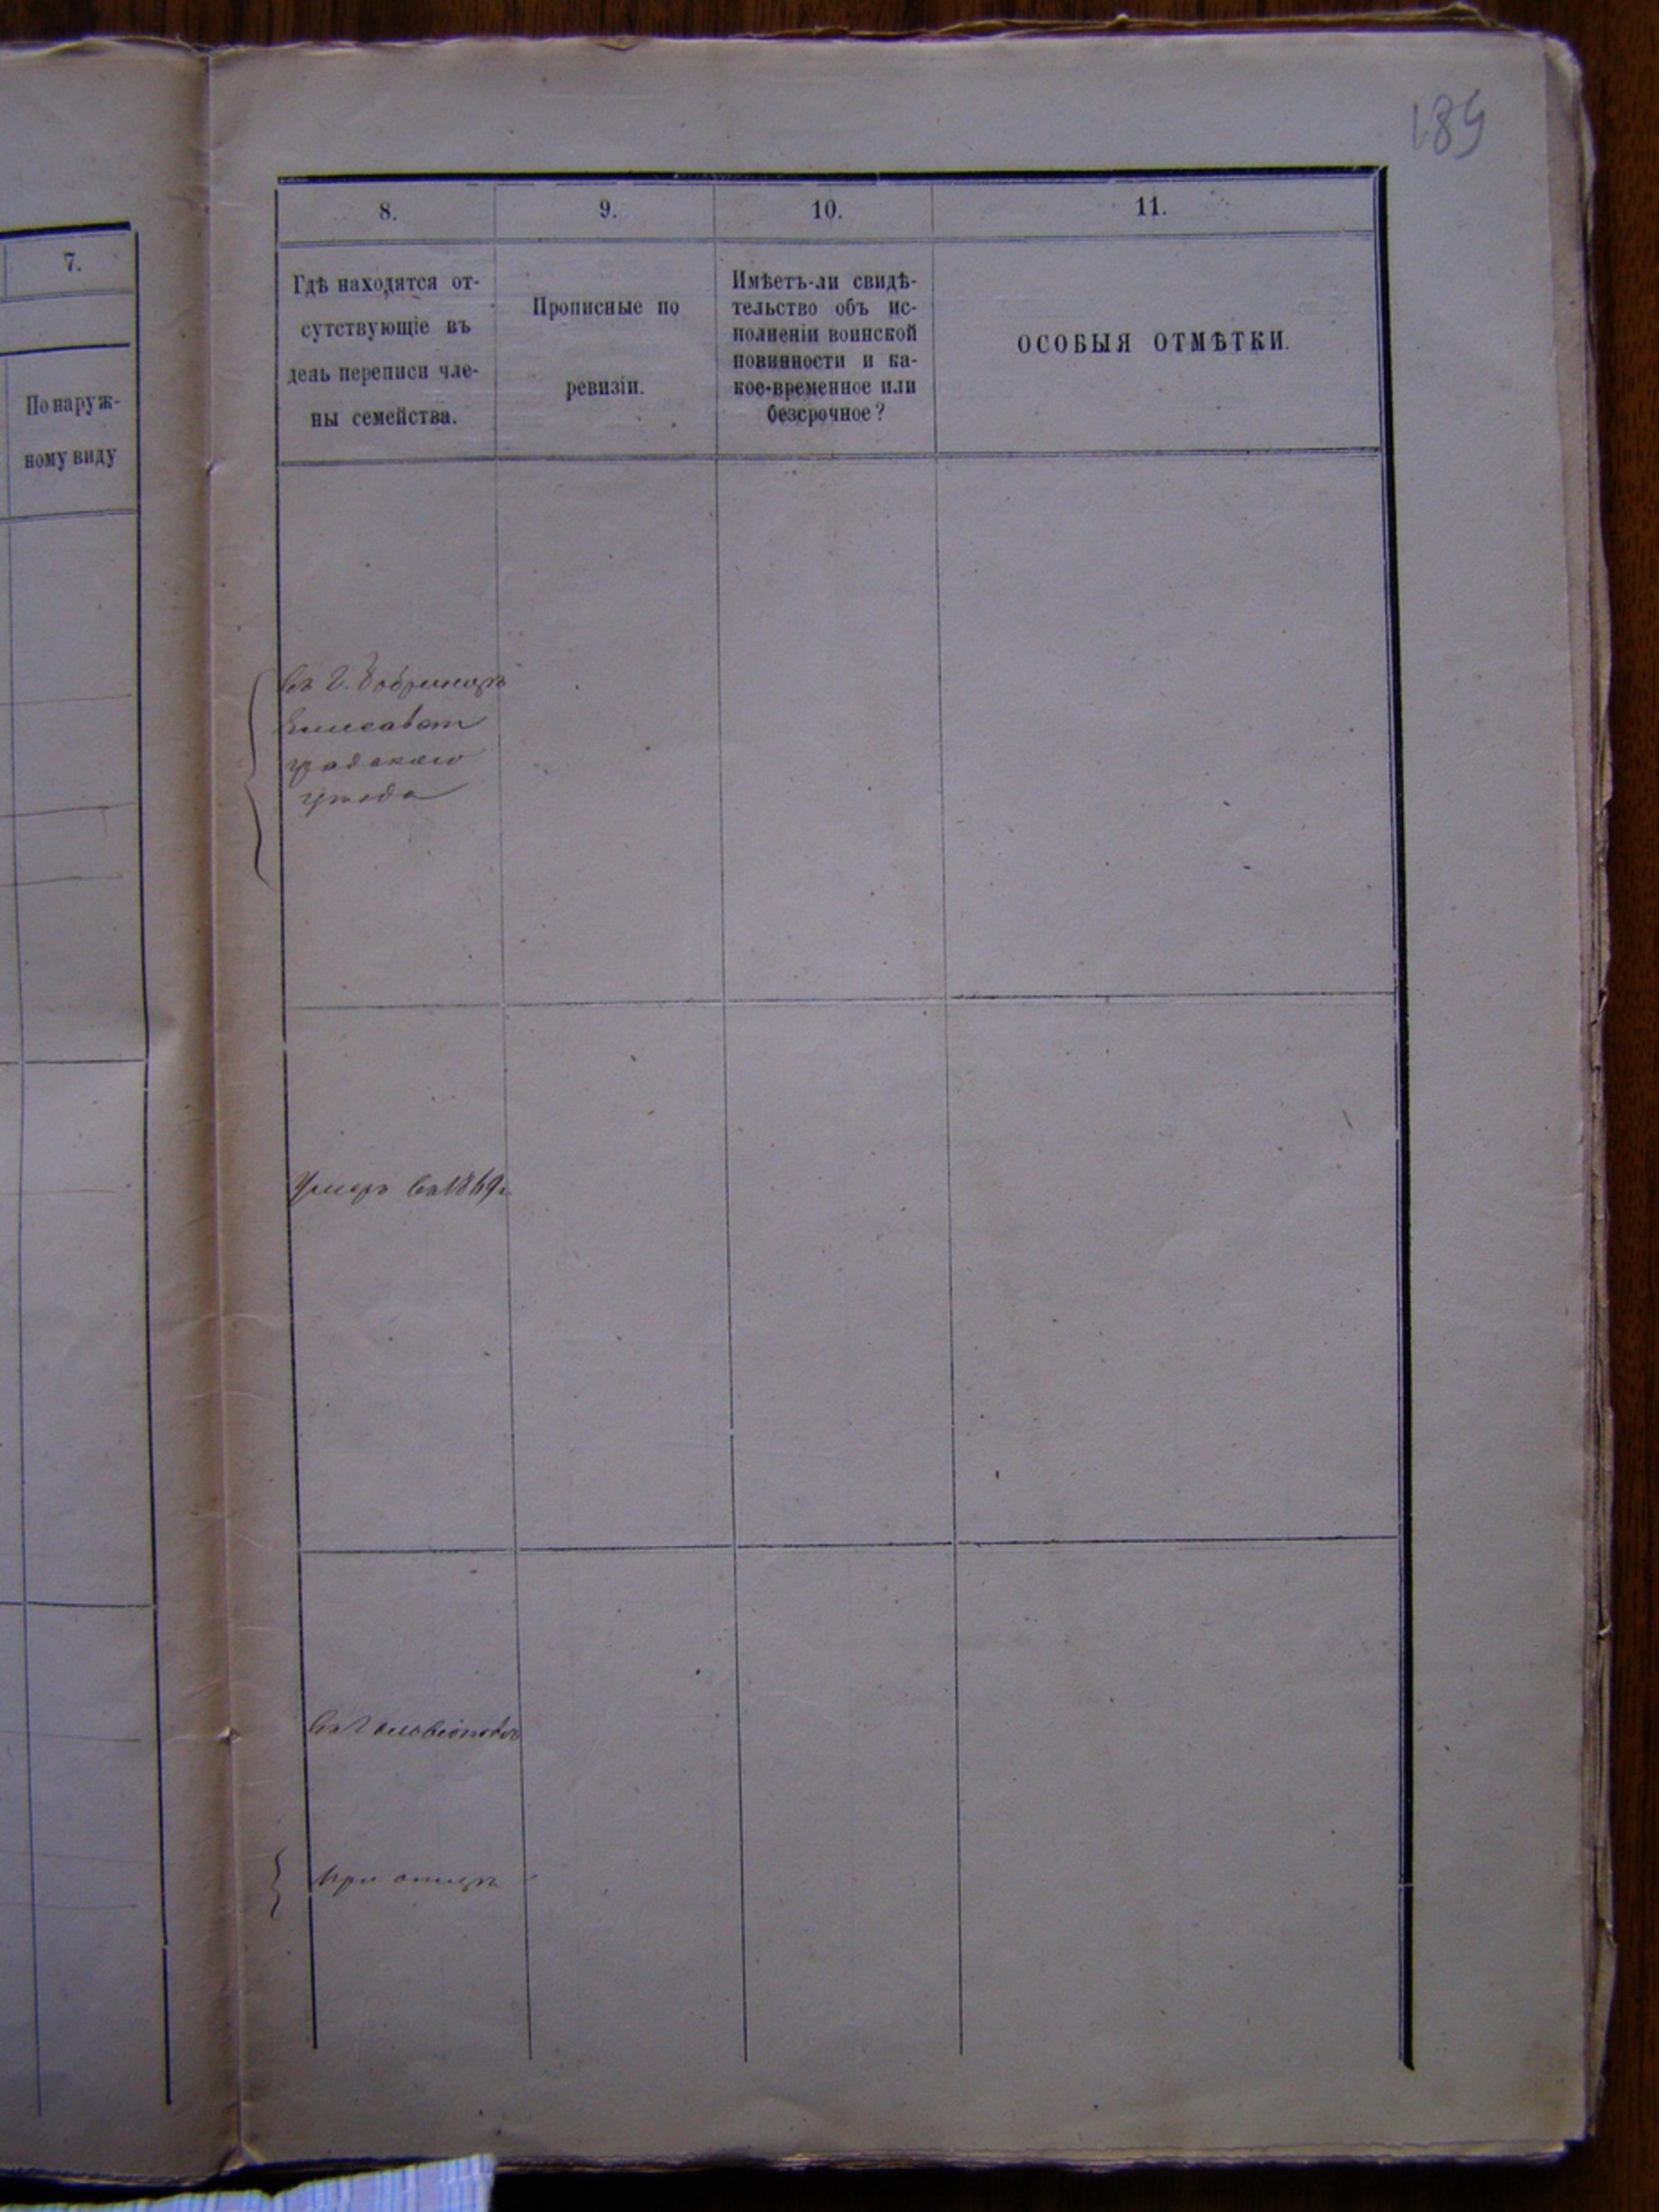 189
7.
По наруж-
ному виду
8.
9.
10.
11.
Гдѣ находятся от-
сутствующіе въ
день переписи чле-
ны семейства.
Прописные по
ревизіи.
Имѣетъ-ли свидѣ-
тельство объ ис-
полненіи воинской
повинности и ка-
кое-временное или
безсрочное?
ОСОБЫЯ ОТМѢТКИ.
въ г. Бобринцѣ
Елисавет
градскаго
уѣзда
Умеръ въ 1869 г.
въ
при отцѣ